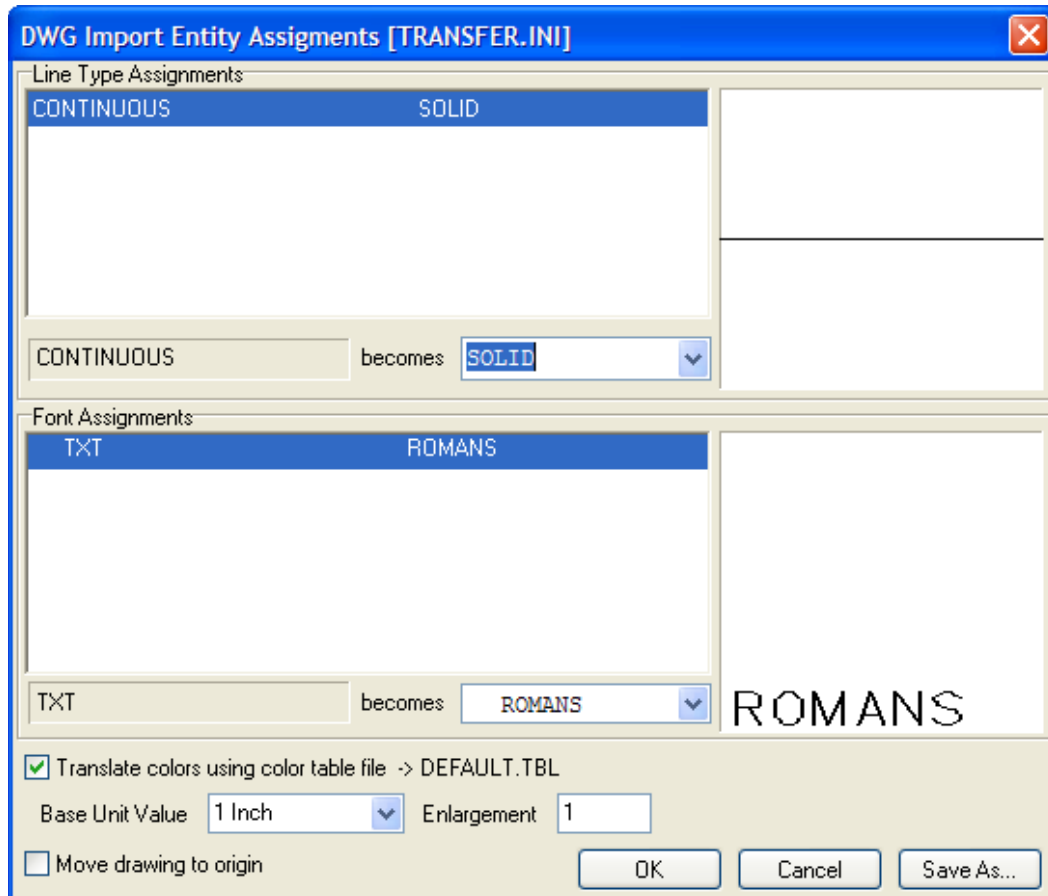 DWG Import Entity Assigments [TRANSFER.INI]
Line Type Assignments
CONTINUOUS SOLID
CONTINUOUS becomes SOLID
Font Assignments
TXT ROMANS
TXT becomes ROMANS
ROMANS
Translate colors using color table file -> DEFAULT.TBL
Base Unit Value 1 Inch Enlargement 1
Move drawing to origin OK Cancel Save As...